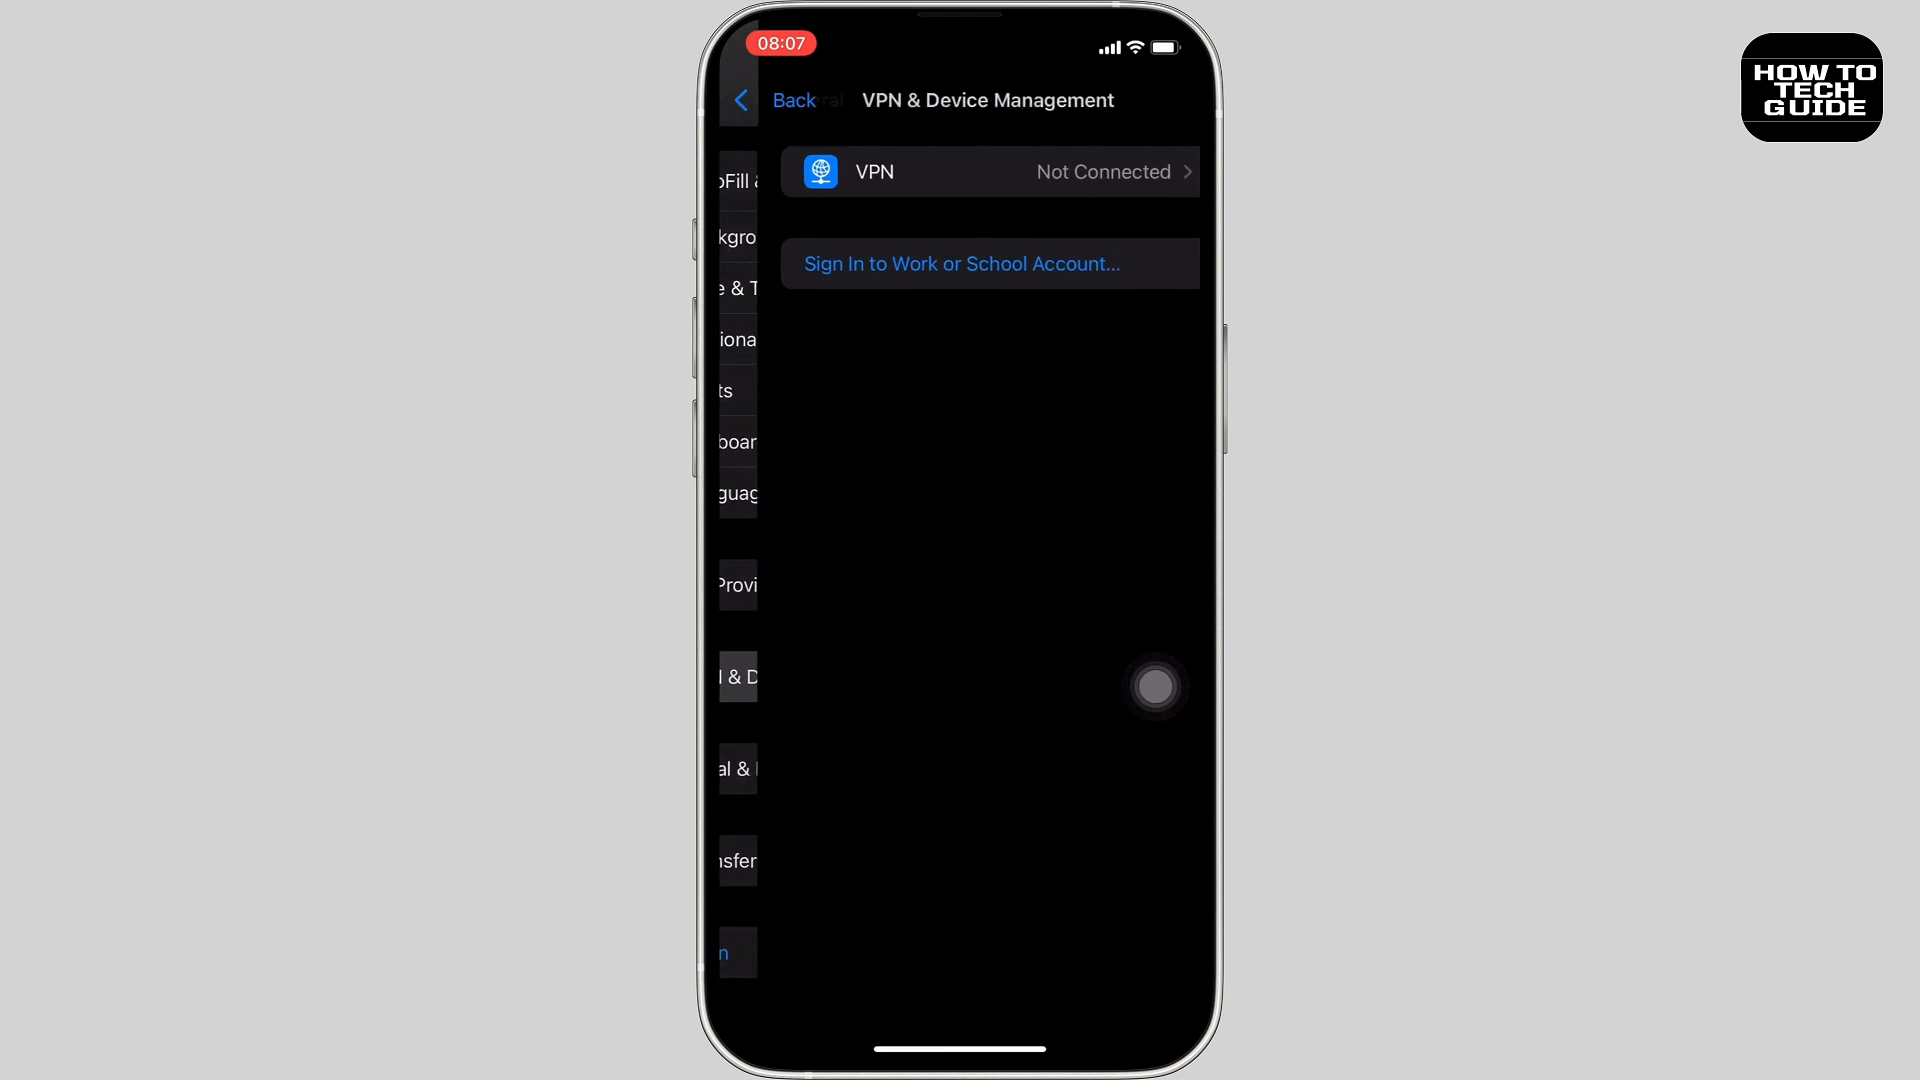 08:07
Back VPN & Device Management
VPN Not Connected
Sign In to Work or School Account...
oFill &
kgro
e & T
iona
ts
boar
guag
Provi
& D
al &
nsfer
n
HOW TO
TECH
GUIDE